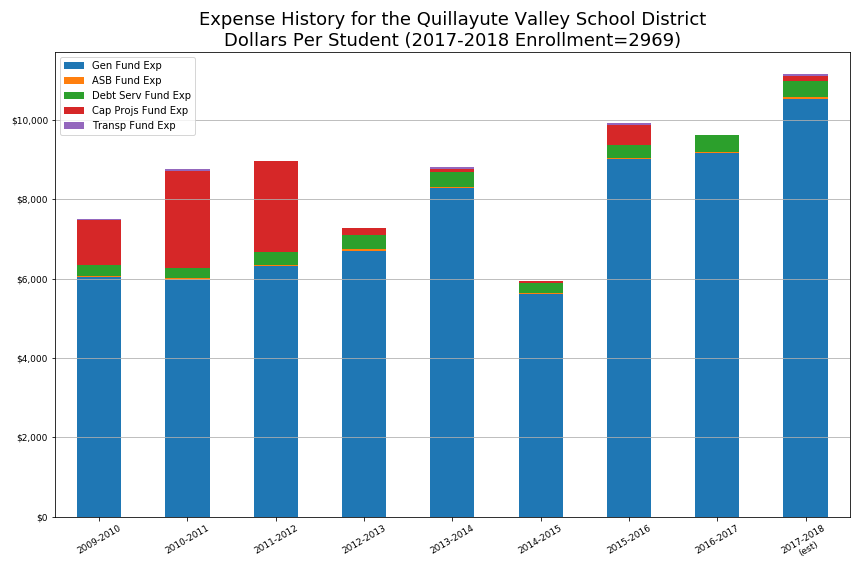 Expense History for the Quillayute Valley School District
Dollars Per Student (2017-2018 Enrollment=2969)
Gen Fund Exp
ASB Fund Exp
Debt Serv Fund Exp
Cap Projs Fund Exp
Transp Fund Exp
$10,000
$8,000
$6,000
$4,000
$2,000
$0
2009-2010
2010-2011
2011-2012
2012-2013
2013-2014
2014-2015
2015-2016
2016-2017
2017-2018
(est)